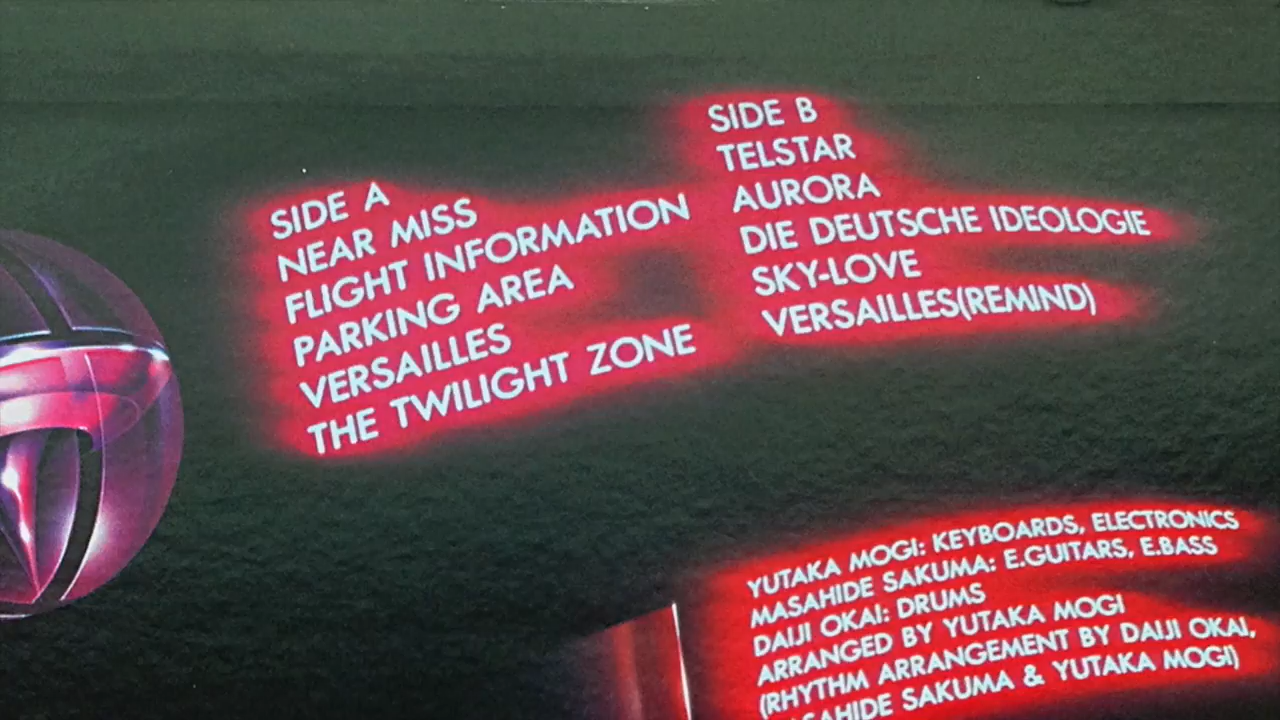 SIDE A
NEAR MISS
FLIGHT INFORMATION
PARKING AREA
VERSAILLES
THE TWILIGHT ZONE
SIDE B
TELSTAR
AURORA
DIE DEUTSCHE IDEOLOGIE
SKY-LOVE
VERSAILLES(REMIND)
YUTAKA MOGI: KEYBOARDS, ELECTRONICS
MASAHIDE SAKUMA: E.GUITARS, E.BASS
DAIJI OKAI: DRUMS
ARRANGED BY YUTAKA MOGI
(RHYTHM ARRANGEMENT BY DAIJI OKAI,
MASAHIDE SAKUMA & YUTAKA MOGI)